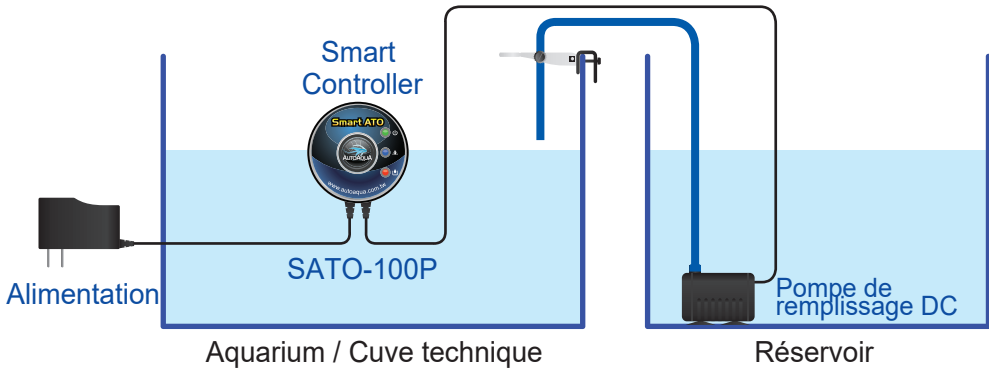 Smart
Controller
Smart ATO
AUTOAQUA
www.autoaqua.com.tw
SATO-100P
Alimentation
Pompe de
remplissage DC
Aquarium / Cuve technique
Réservoir